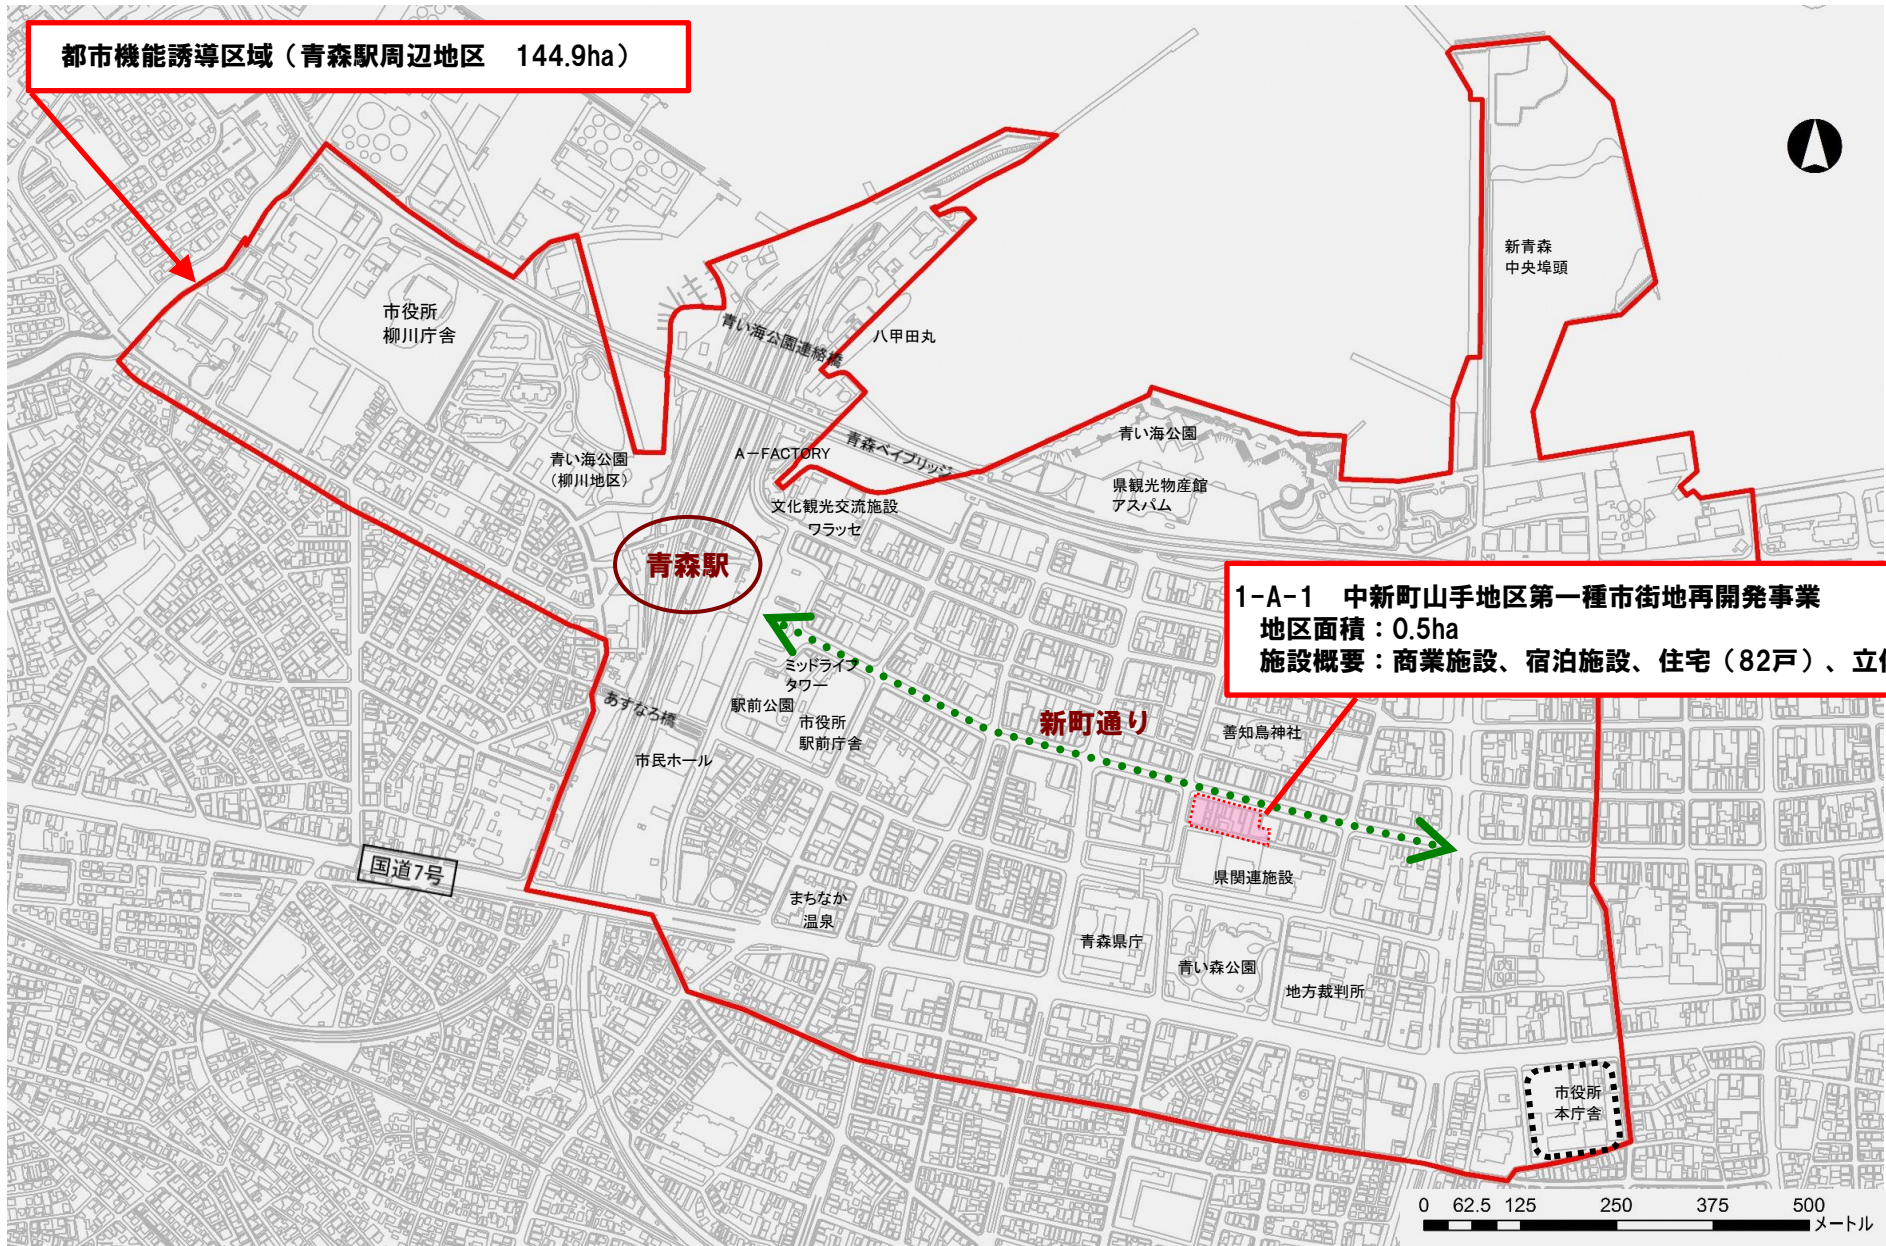 都市機能誘導区域（青森駅周辺地区　144.9ha）
新青森
中央埠頭
市役所
柳川庁舎
青い海公園連絡橋
八甲田丸
青い海公園
青森ベイブリッジ
A－FACTORY
青い海公園
（柳川地区）
県観光物産館
アスパム
文化観光交流施設
ワラッセ
青森駅
1-A-1　中新町山手地区第一種市街地再開発事業
地区面積：0.5ha
施設概要：商業施設、宿泊施設、住宅（82戸）、立
ミッドライフ
タワー
駅前公園
あすなろ橋
市役所
駅前庁舎
新町通り
善知鳥神社
市民ホール
国道7号
県関連施設
まちなか
温泉
青森県庁
青い森公園
地方裁判所
市役所
本庁舎
0 62.5 125 250 375 500
メートル